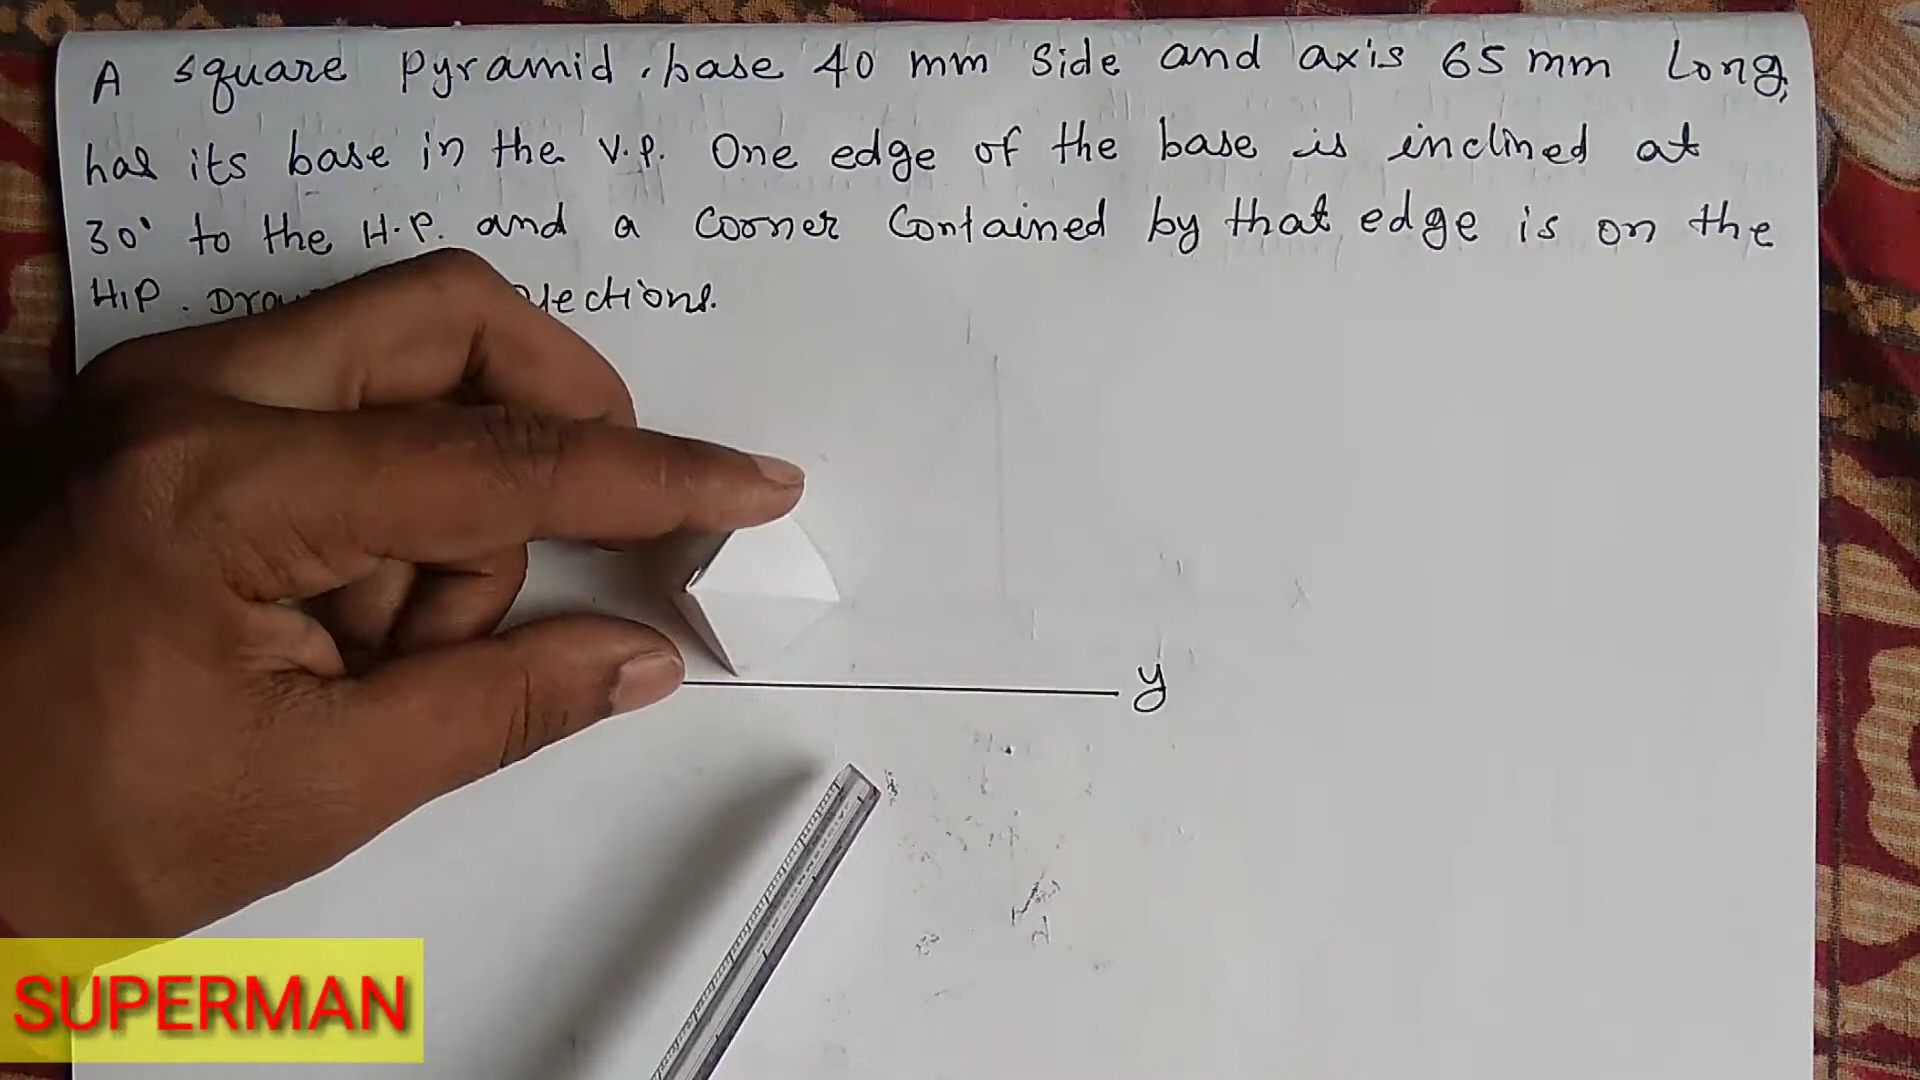 A square pyramid, base 40 mm side and axis 65 mm long,
has its base in the V.P. One edge of the base is inclined at
30° to the H.P. and a corner contained by that edge is on the
H.P. 
y
SUPERMAN